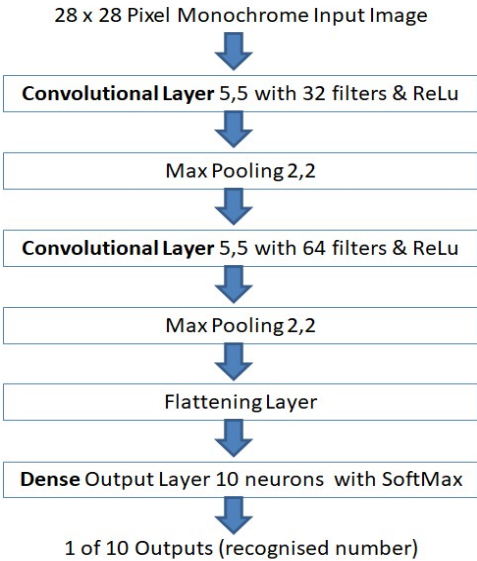 28 x 28 Pixel Monochrome Input Image
Convolutional Layer 5,5 with 32 filters & ReLu
Max Pooling 2,2
Convolutional Layer 5,5 with 64 filters & ReLu
Max Pooling 2,2
Flattening Layer
Dense Output Layer 10 neurons with SoftMax
1 of 10 Outputs (recognised number)